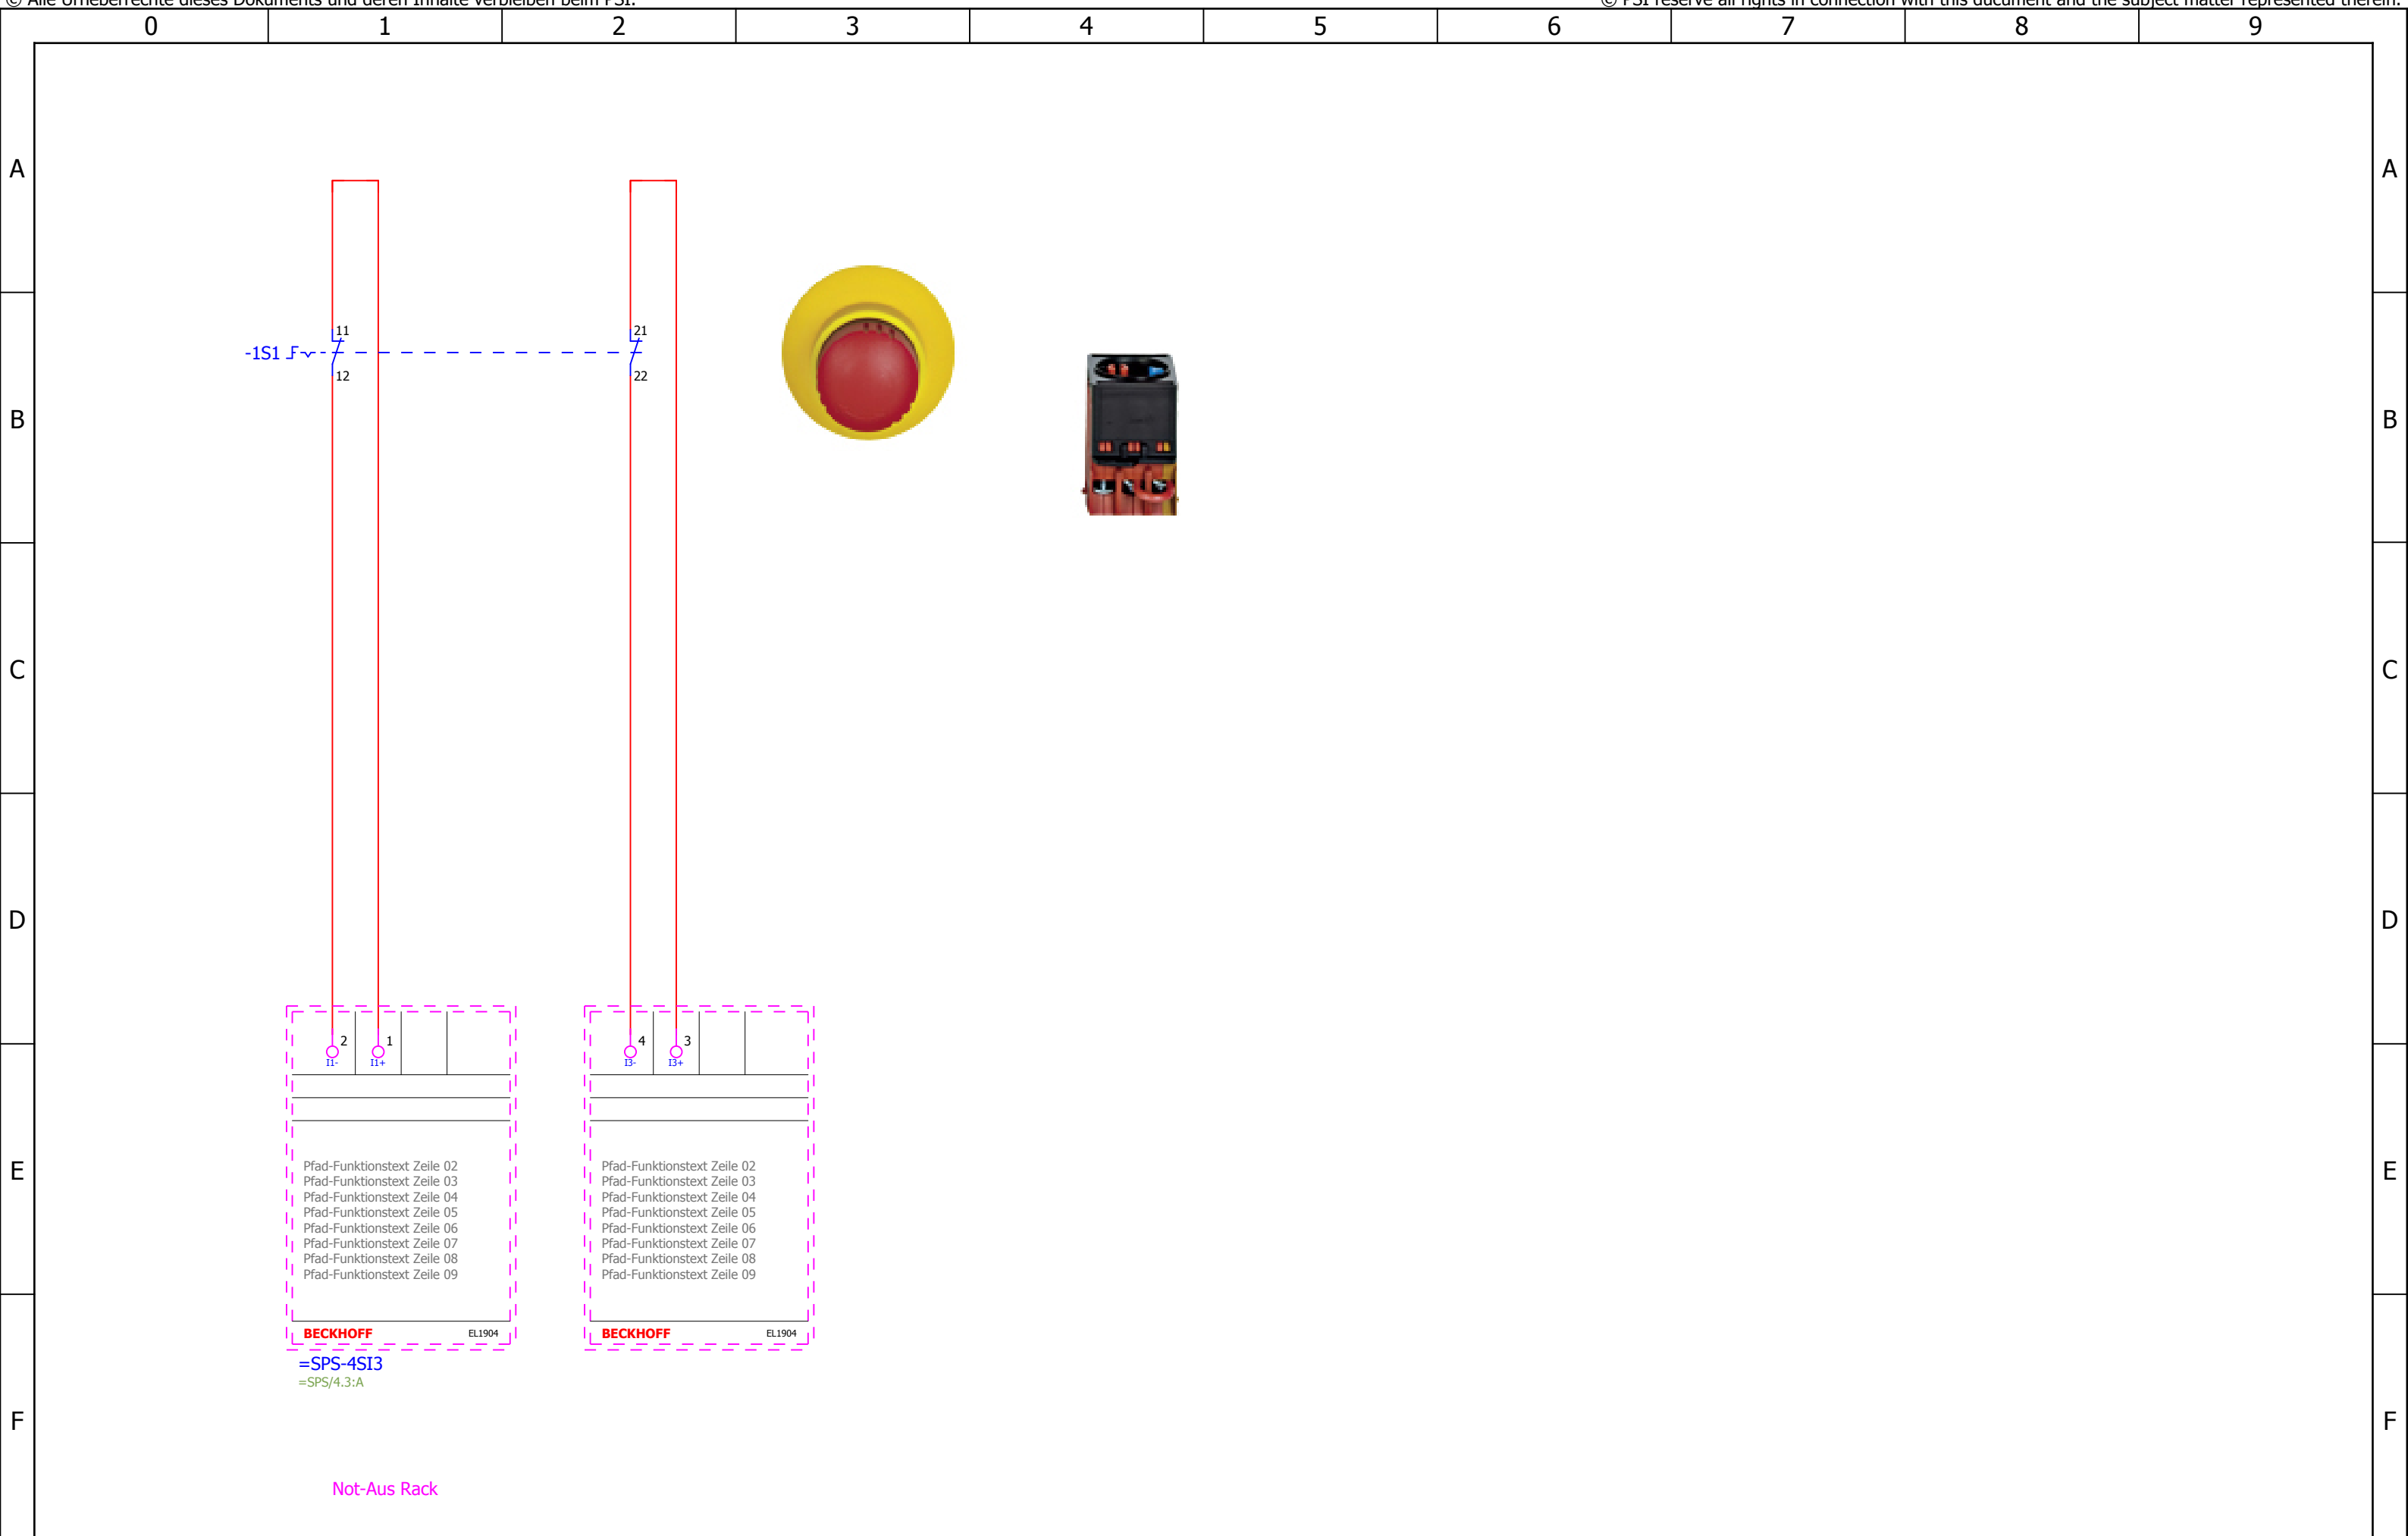 © Alle Urheberrechte dieses Dokuments und deren Inhalte verbleiben beim PSI.
© PSI reserve all rights in connection with this ducument and the subject matter represented therein.
0 1 2 3 4 5 6 7 8 9
A A
11 21
-1S1
12 22
B B
C C
D D
2 1 4 3
I1- I1+ I3- I3+
Pfad-Funktionstext Zeile 02
Pfad-Funktionstext Zeile 03
Pfad-Funktionstext Zeile 04
Pfad-Funktionstext Zeile 05
Pfad-Funktionstext Zeile 06
Pfad-Funktionstext Zeile 07
Pfad-Funktionstext Zeile 08
Pfad-Funktionstext Zeile 09
BECKHOFF EL1904
Pfad-Funktionstext Zeile 02
Pfad-Funktionstext Zeile 03
Pfad-Funktionstext Zeile 04
Pfad-Funktionstext Zeile 05
Pfad-Funktionstext Zeile 06
Pfad-Funktionstext Zeile 07
Pfad-Funktionstext Zeile 08
Pfad-Funktionstext Zeile 09
BECKHOFF EL1904
E E
=SPS-4SI3
=SPS/4.3:A
F F
Not-Aus Rack